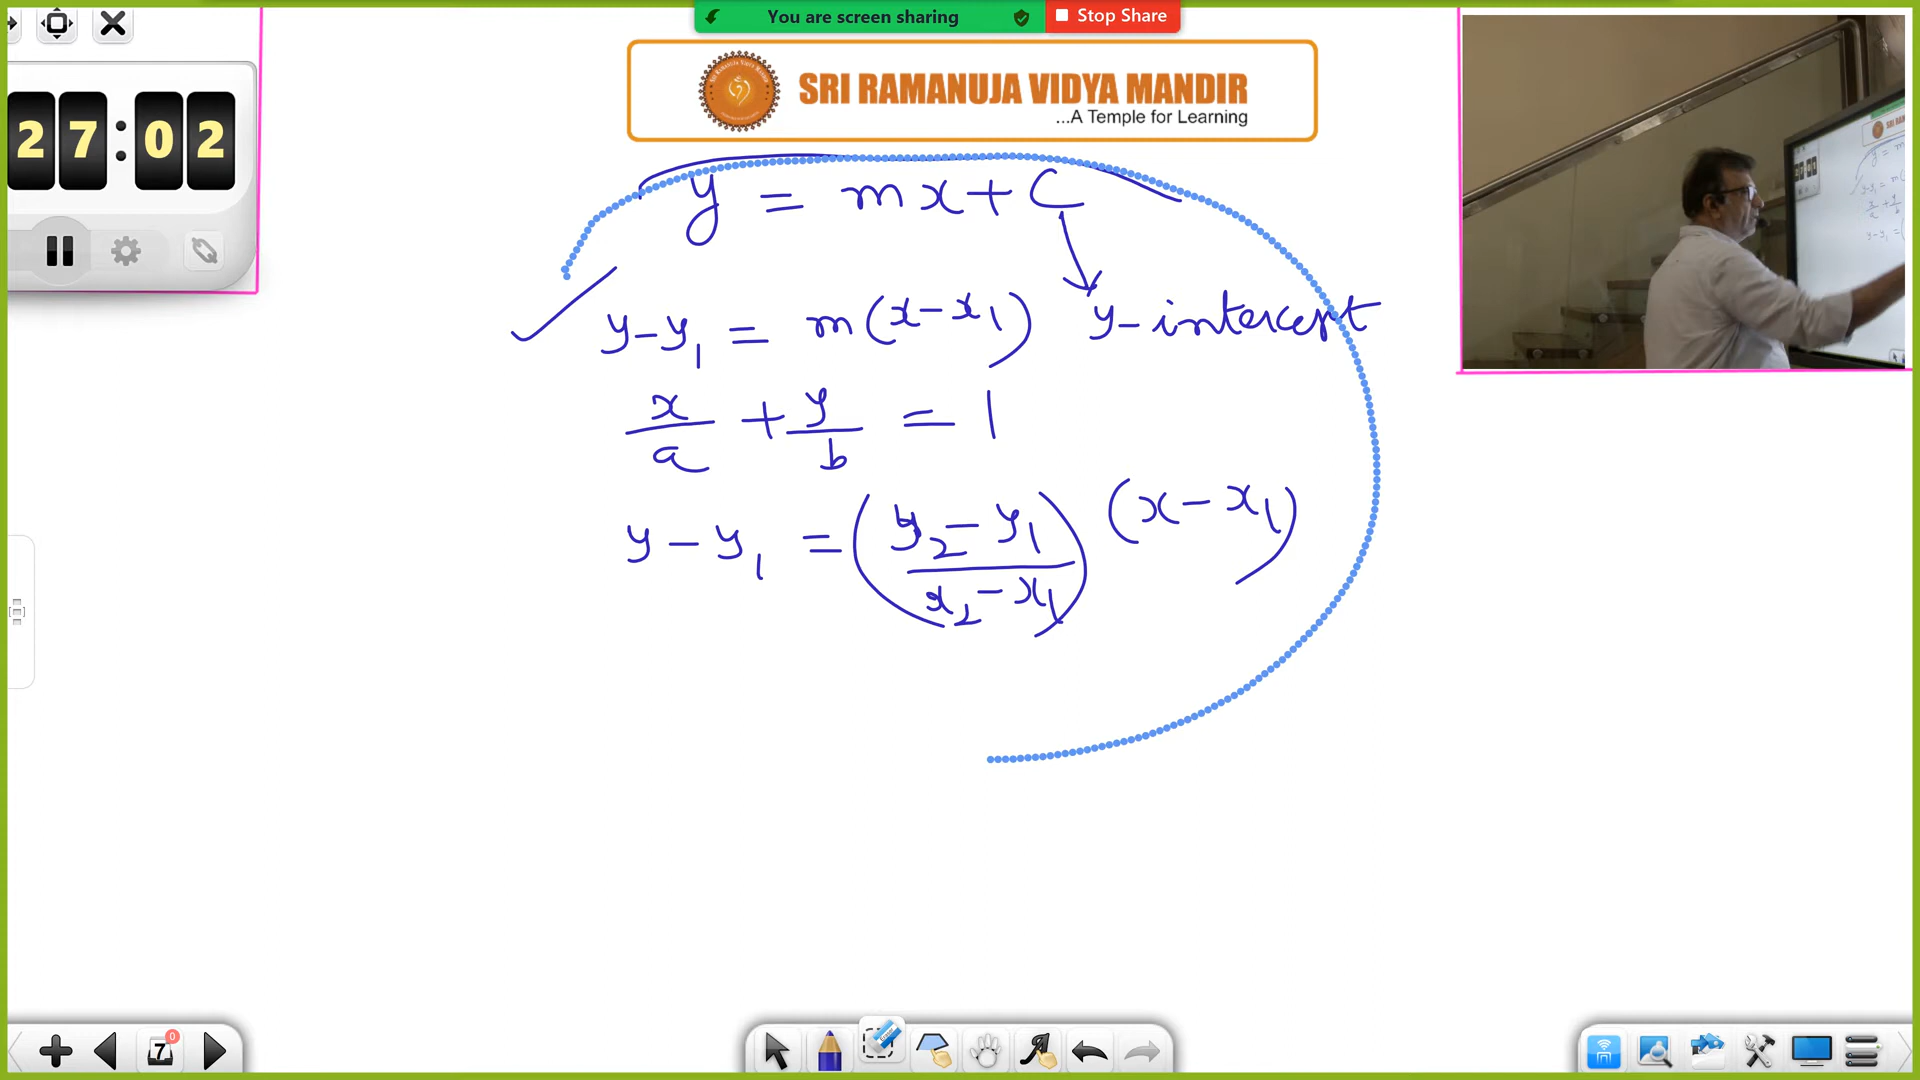 You are screen sharing
Stop Share
27:02
SRI RAMANUJA VIDYA MANDIR
...A Temple for Learning
y = mx + C
y - y₁ = m(x - x₁) y-intercept
x/a + y/b = 1
y - y₁ = (y₂ - y₁ / x₂ - x₁) (x - x₁)
7
0